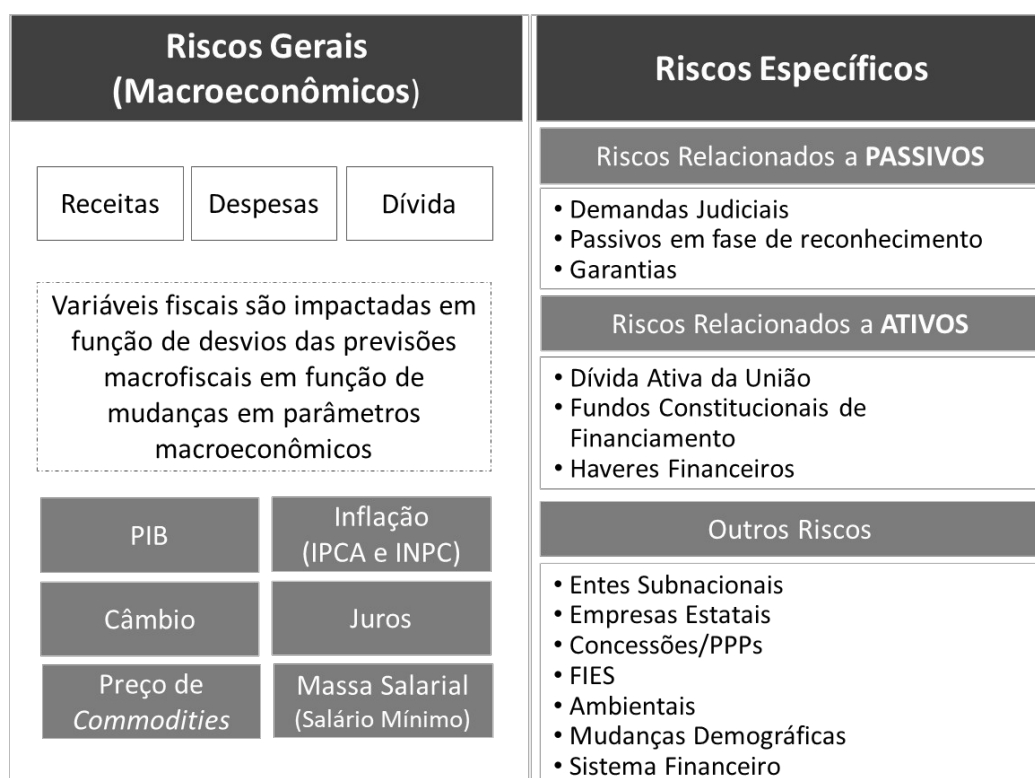 Riscos Gerais
(Macroeconômicos)
Receitas
Despesas
Dívida
Variáveis fiscais são impactadas em
função de desvios das previsões
macrofiscais em função de
mudanças em parâmetros
macroeconômicos
PIB
Inflação
(IPCA e INPC)
Câmbio
Juros
Preço de
Commodities
Massa Salarial
(Salário Mínimo)
Riscos Específicos
Riscos Relacionados a PASSIVOS
• Demandas Judiciais
• Passivos em fase de reconhecimento
• Garantias
Riscos Relacionados a ATIVOS
• Dívida Ativa da União
• Fundos Constitucionais de
Financiamento
• Haveres Financeiros
Outros Riscos
• Entes Subnacionais
• Empresas Estatais
• Concessões/PPPs
• FIES
• Ambientais
• Mudanças Demográficas
• Sistema Financeiro